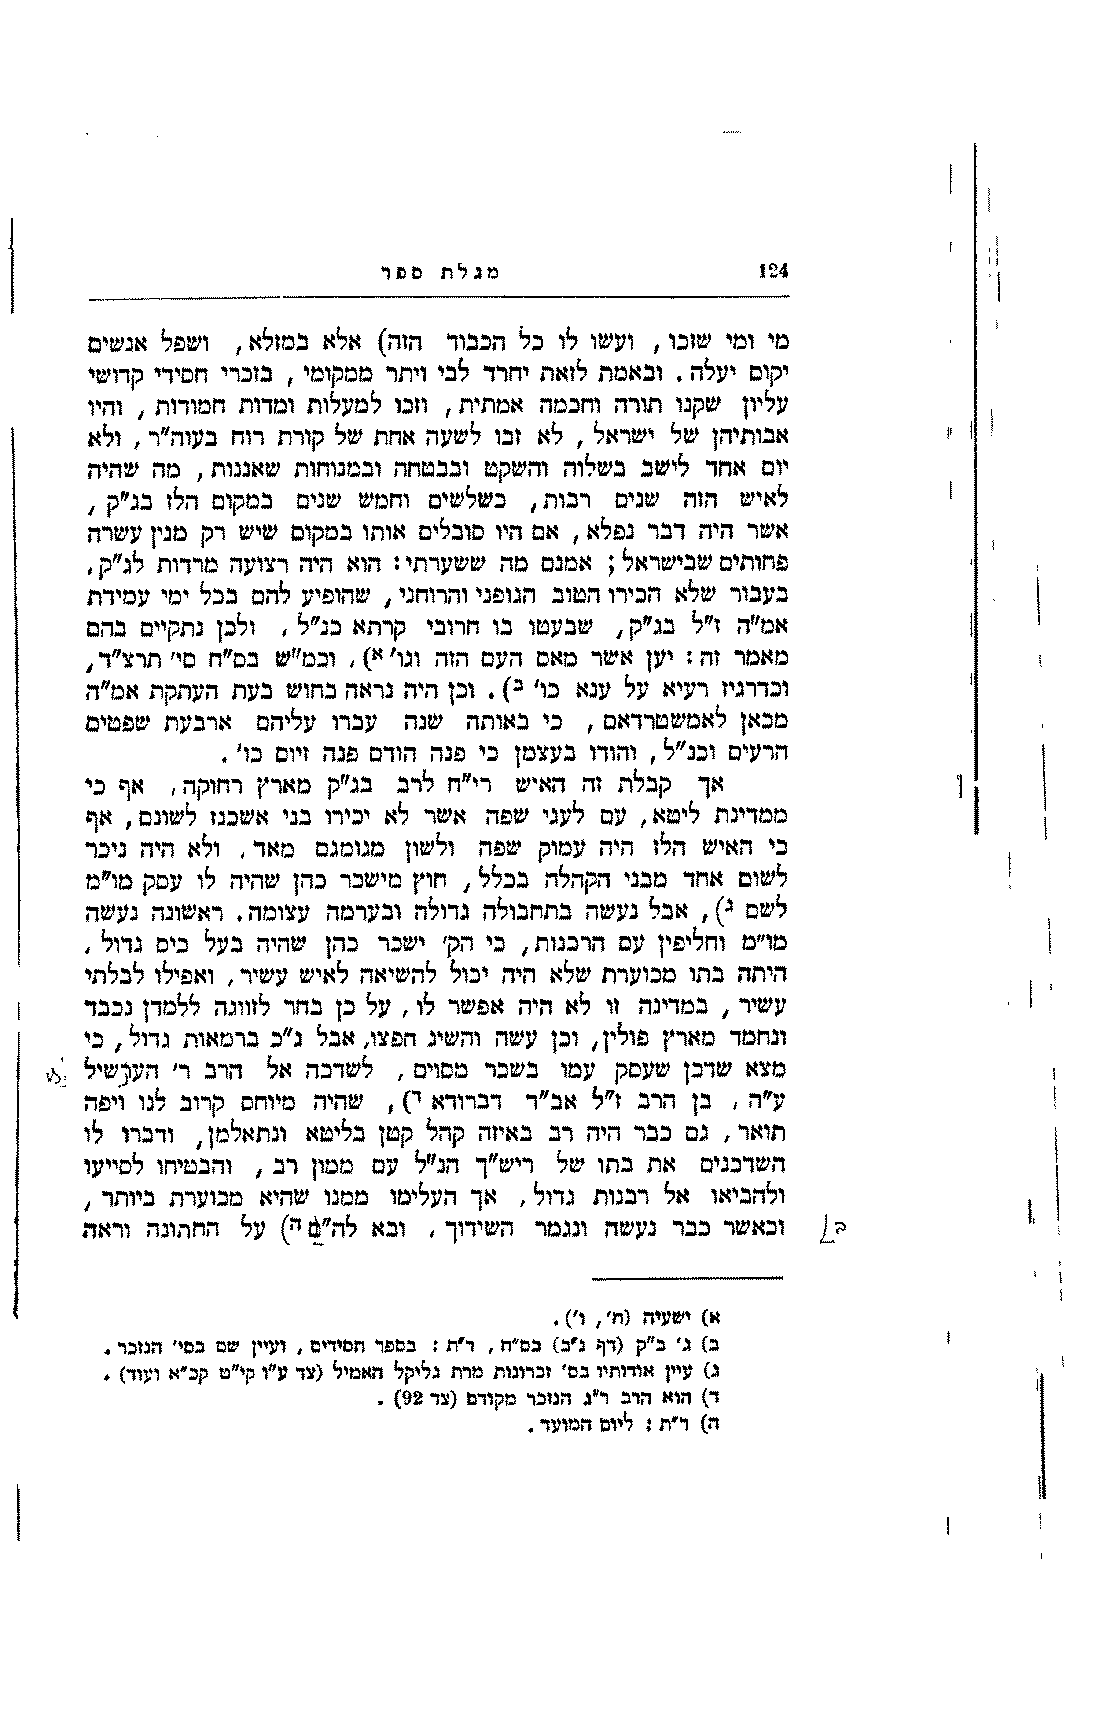 124 מגלת ספר
מי ומי שזכו, ועשו לו כל הכבוד הזה) אלא במזלא, ושפל אנשים
יקום יעלה. ובאמת לזאת יחרד לבי ויתר ממקומי, בזכרי חסידי קדושי
עליון שקנו תורה וחכמה אמתית, וזכו למעלות ומדות חמודות, והיו
אבותיהן של ישראל, לא זכו לשעה אחת של קורת רוח בעוה"ר, ולא
יום אחד לישב בשלוה והשקט ובבטחה ובמנוחות שאננות, מה שהיה
לאיש הזה שנים רבות, כשלשים וחמש שנים במקום הלז בג"ק,
אשר היה דבר נפלא, אם היו סובלים אותו במקום שיש רק מנין עשרה
פחותים שבישראל; אמנם מה ששערתי: הוא היה רצועה מרדות לג"ק.
בעבור שלא הכירו הטוב הגופני והרוחני, שהופיע להם בכל ימי עמידת
אמ"ה ז"ל בג"ק, שבעטו בו חרובי קרתא כנ"ל, ולכן נתקיים בהם
מאמר זה: יען אשר מאס העם הזה וגו' א), וכמ"ש בס"ח סי' תרצ"ד,
וכדרגיז רעיא על ענא כו' ב). וכן היה נראה בחוש בעת העתקת אמ"ה
מכאן לאמשטרדאם, כי באותה שנה עברו עליהם ארבעת שפטים
הרעים וכנ"ל, והודו בעצמן כי פנה הודם פנה זיום כו'.
אך קבלת זה האיש רי"ח לרב בג"ק מארץ רחוקה, אף כי
ממדינת ליטא, עם לעגי שפה אשר לא יכירו בני אשכנז לשונם, אף
כי האיש הלז היה עמוק שפה ולשון מגומגם מאד, ולא היה ניכר
לשום אחד מבני הקהלה בכלל, חוץ מישכר כהן שהיה לו עסק מו"מ
לשם ג), אבל נעשה בתחבולה גדולה ובערמה עצומה. ראשונה נעשה
מו"מ וחליפין עם הרבנות, כי הק' ישכר כהן שהיה בעל כיס גדול,
היתה בתו מכוערת שלא היה יכול להשיאה לאיש עשיר, ואפילו לבלתי
עשיר, במדינה זו לא היה אפשר לו, על כן בחר לזווגה ללמדן נכבד
ונחמד מארץ פולין, וכן עשה והשיג חפצו, אבל ג"כ ברמאות גדול, כי
מצא שדכן שעסק עמו בשכר מסוים, לשדכה אל הרב ר' הערשיל
ע"ה, בן הרב ז"ל אב"ד דברודא ד), שהיה מיוחס קרוב לנו ויפה
תואר, גם כבר היה רב באיזה קהל קטן בליטא ונתאלמן, ודברו לו
השדכנים את בתו של ריש"ך הנ"ל עם ממון רב, והבטיחו לסייעו
ולהביאו אל רבנות גדול, אך העלימו ממנו שהיא מכוערת ביותר,
וכאשר כבר נעשה ונגמר השידוך, ובא לה"ם ה) על החתונה וראה
א) ישעיה (ח', ו').
ב) ג' ב"ק (דף נ"ב) בס"ח, ר"ת: בספר חסידים, ועיין שם בסי' הנזכר.
ג) עיין אודותיו בס' זכרונות מרת גליקל האמיל (צד ע"ו קי"ט קכ"א ועוד).
ד) הוא הרב ר"נ הנזכר מקודם (צד 92).
ה) ר"ת: ליום המועד.